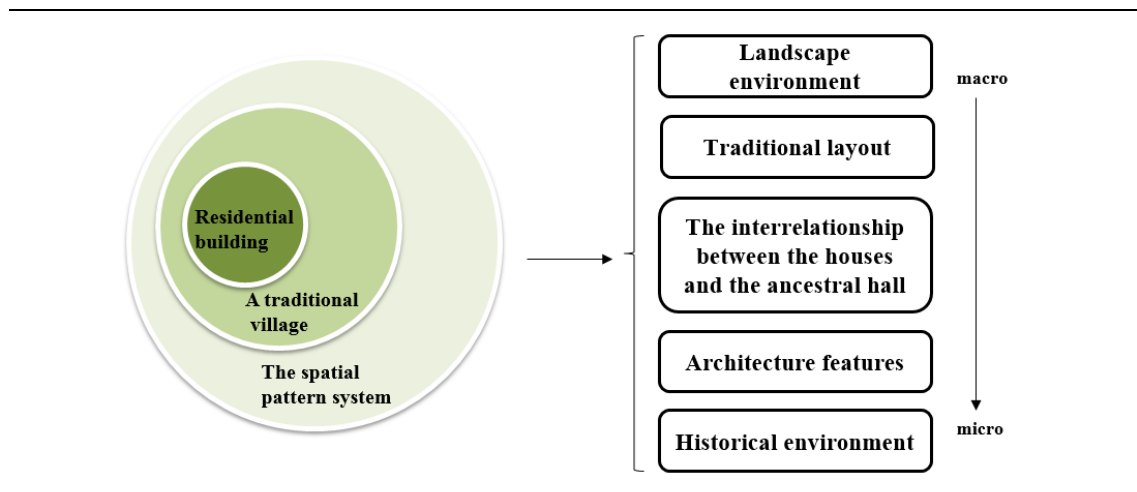 Residential
building
A traditional
village
The spatial
pattern system
Landscape
environment
Traditional layout
The interrelationship
between the houses
and the ancestral hall
Architecture features
Historical environment
macro
micro